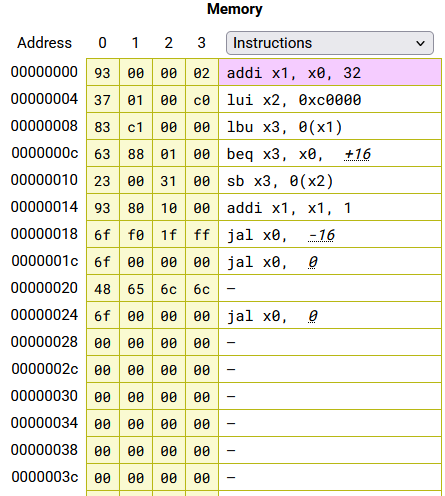 Memory
Address 0 1 2 3 Instructions
00000000 93 00 00 02 addi x1, x0, 32
00000004 37 01 00 c0 lui x2, 0xc0000
00000008 83 c1 00 00 lbu x3, 0(x1)
0000000c 63 88 01 00 beq x3, x0, +16
00000010 23 00 31 00 sb x3, 0(x2)
00000014 93 80 10 00 addi x1, x1, 1
00000018 6f f0 1f ff jal x0, -16
0000001c 6f 00 00 00 jal x0, 0
00000020 48 65 6c 6c –
00000024 6f 00 00 00 jal x0, 0
00000028 00 00 00 00 –
0000002c 00 00 00 00 –
00000030 00 00 00 00 –
00000034 00 00 00 00 –
00000038 00 00 00 00 –
0000003c 00 00 00 00 –